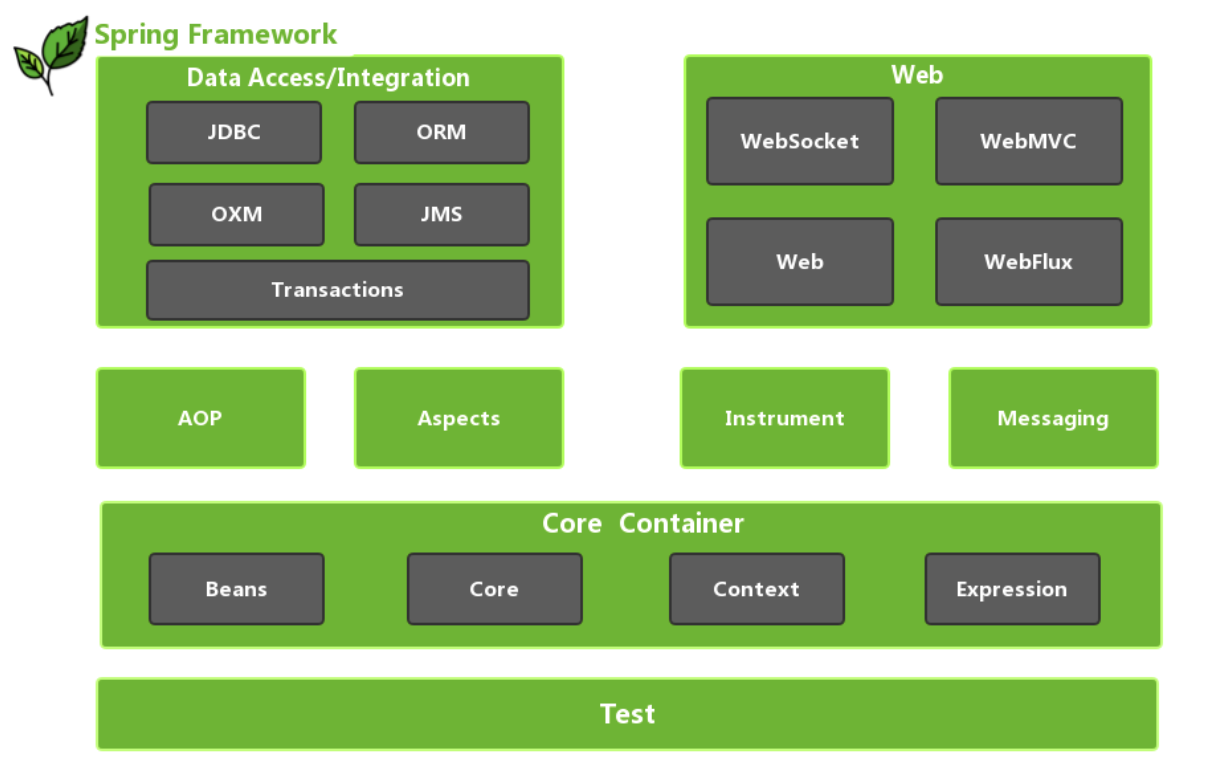 Spring Framework
Data Access/Integration
JDBC
ORM
OXM
JMS
Transactions
Web
WebSocket
WebMVC
Web
WebFlux
AOP
Aspects
Instrument
Messaging
Core Container
Beans
Core
Context
Expression
Test